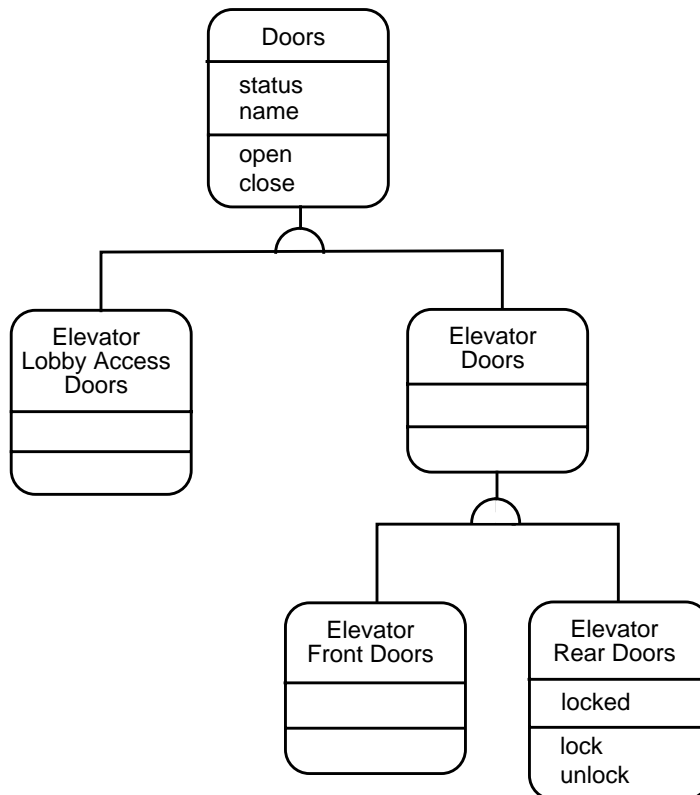 Doors
status
name
open
close
Elevator
Lobby Access
Doors
Elevator
Doors
Elevator
Front Doors
Elevator
Rear Doors
locked
lock
unlock